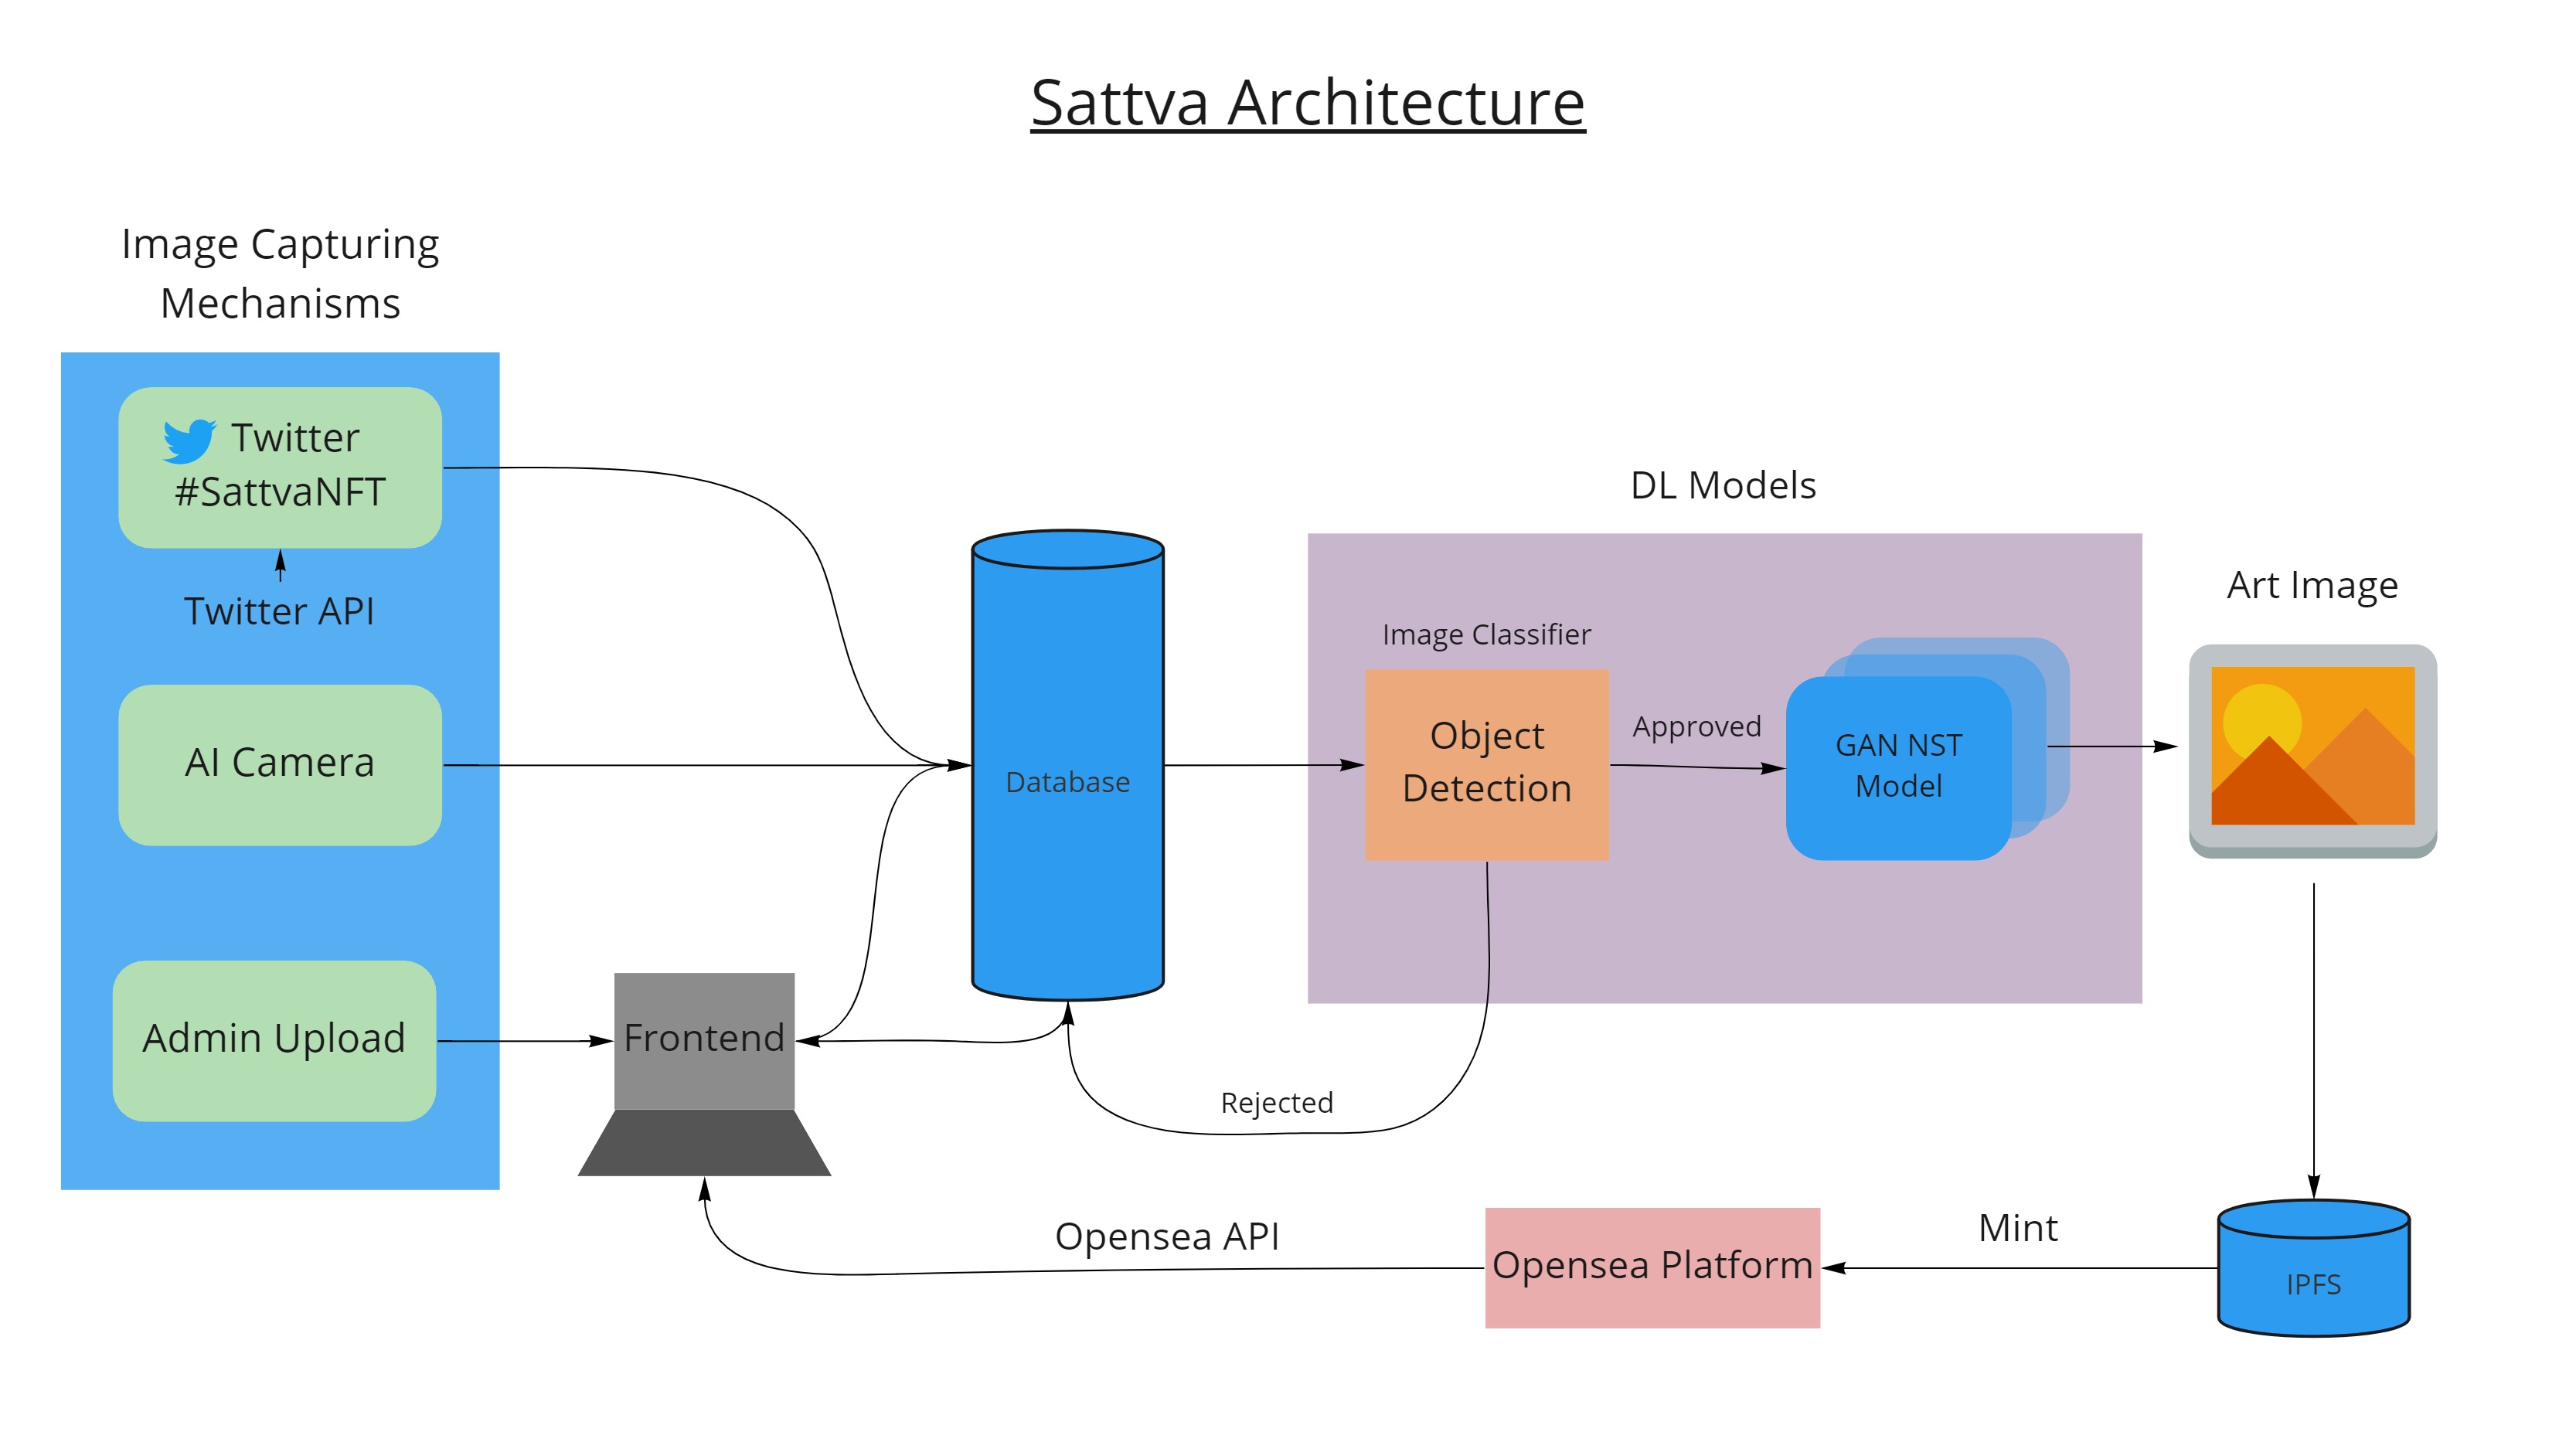 Sattva Architecture
Image Capturing
Mechanisms
Twitter
#SattvaNFT
Twitter API
AI Camera
Admin Upload
Frontend
Database
DL Models
Image Classifier
Object
Detection
Approved
GAN NST
Model
Art Image
Rejected
Opensea API
Opensea Platform
Mint
IPFS